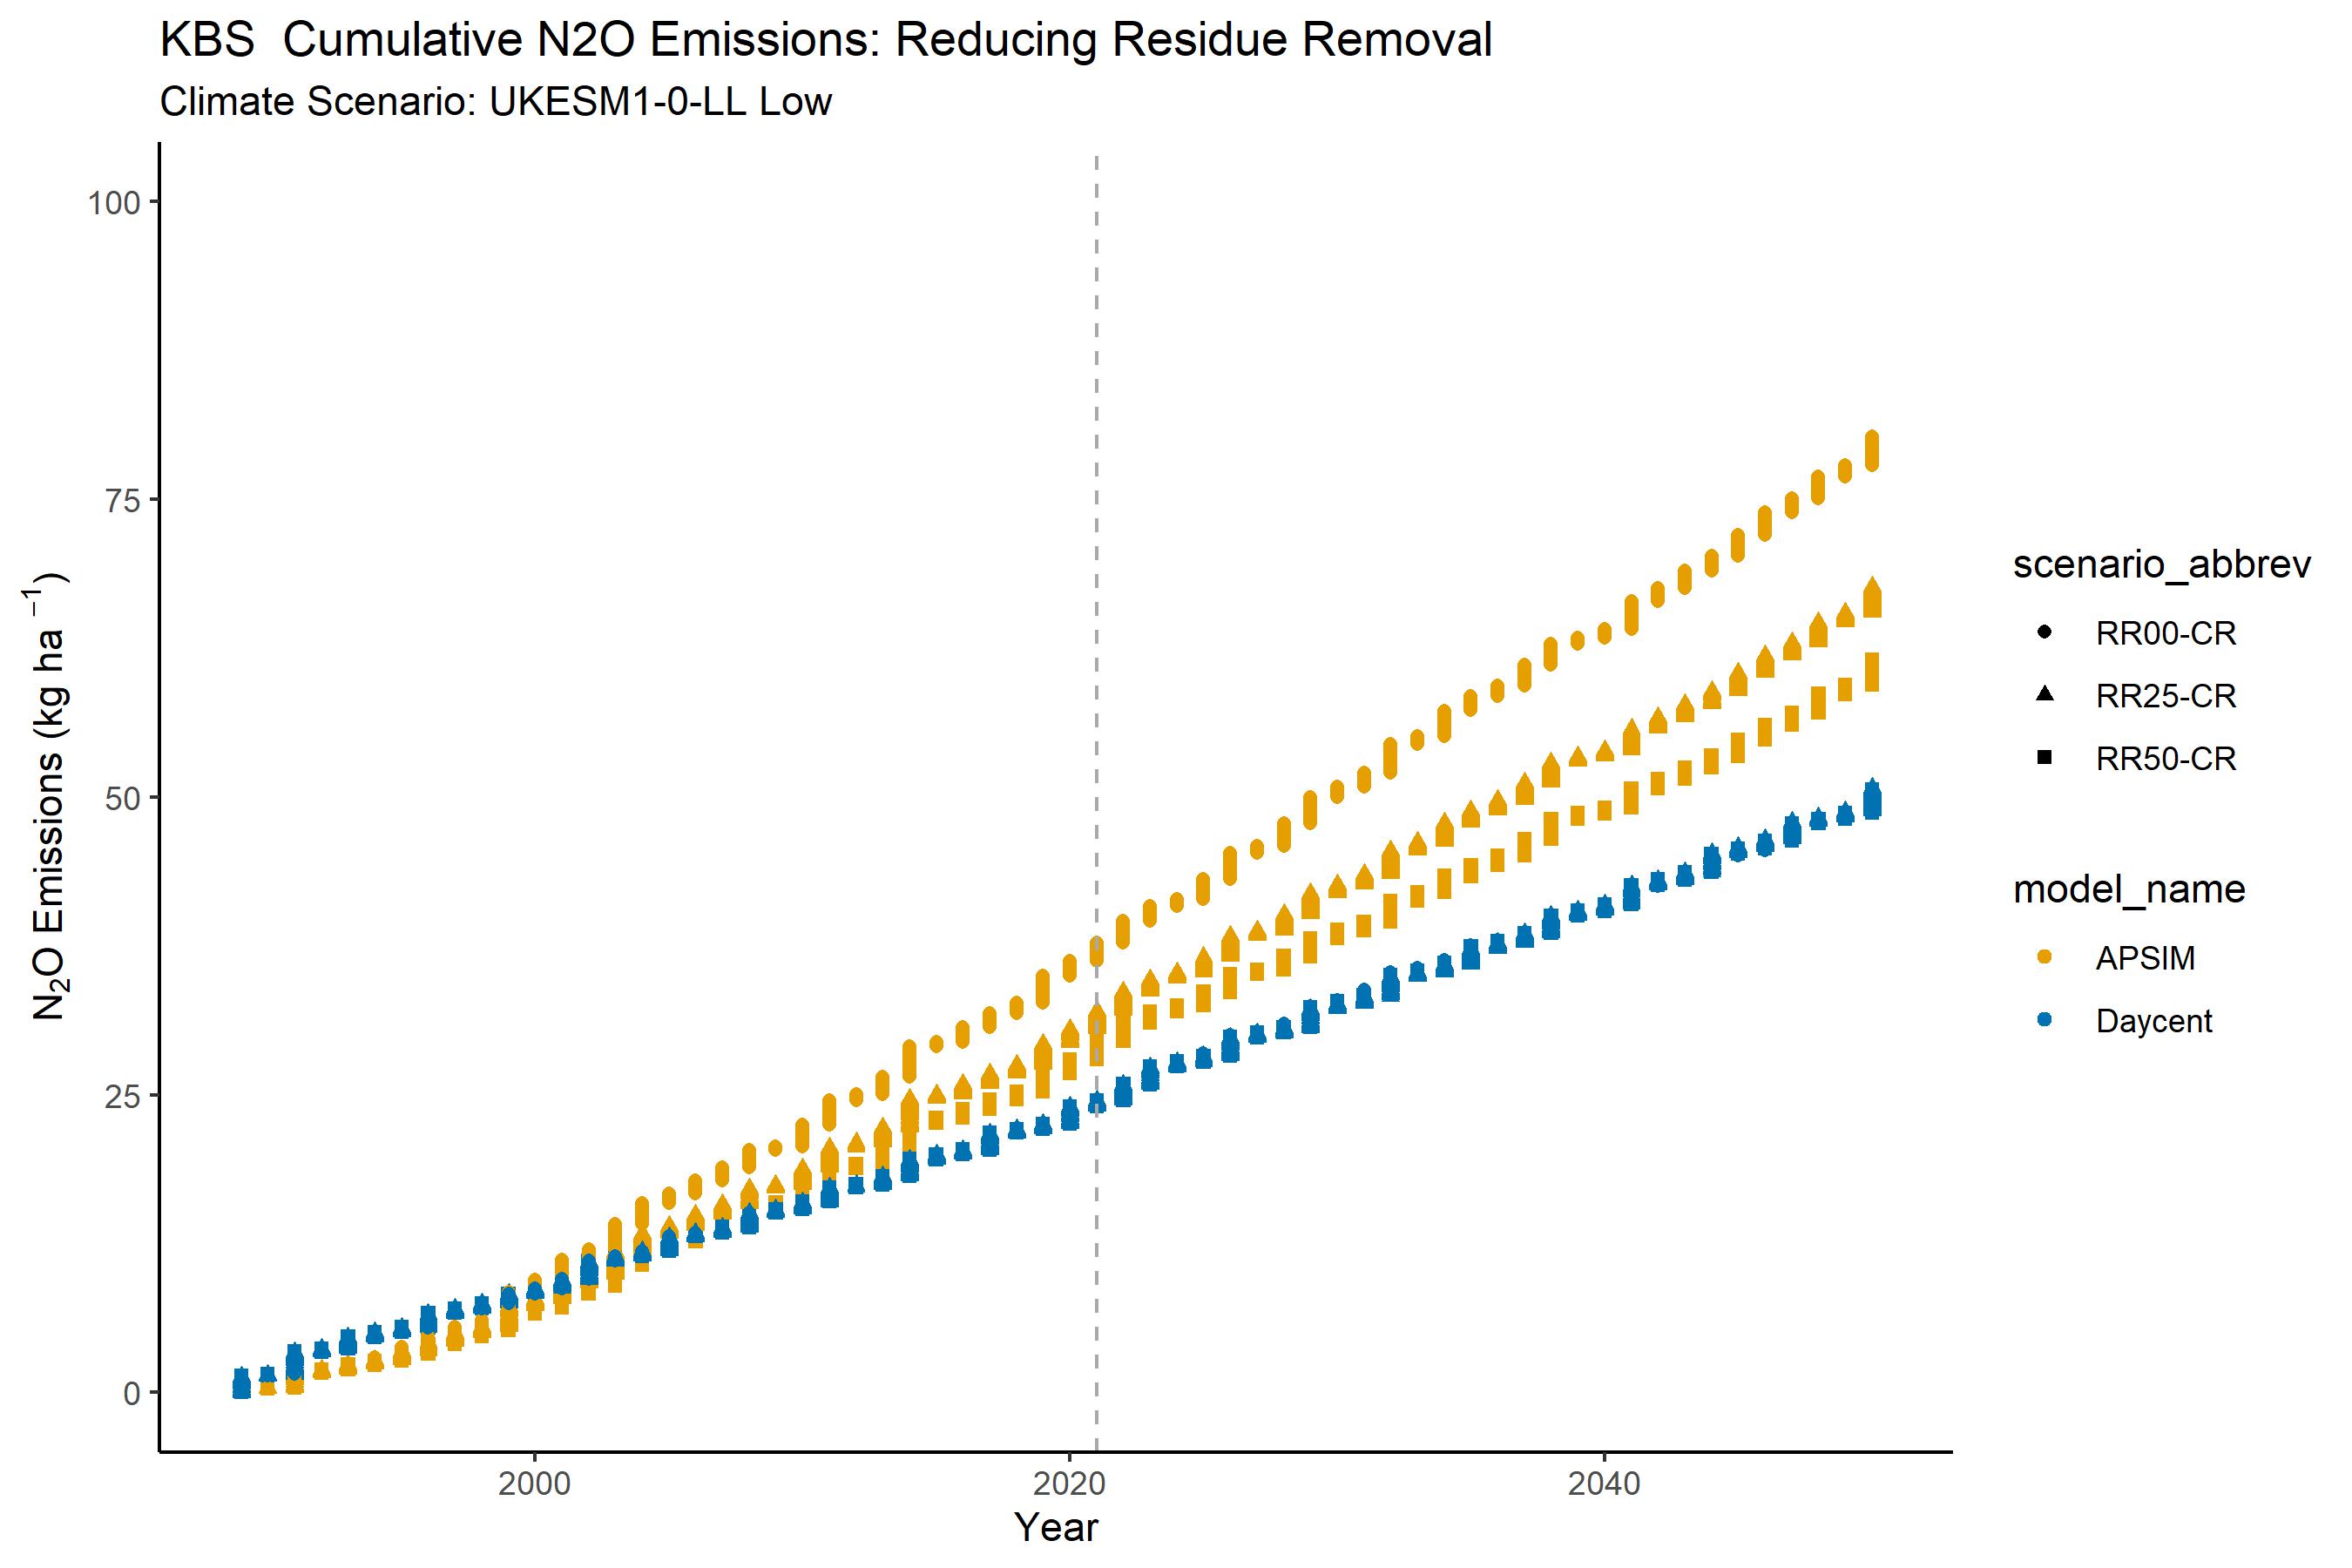 KBS  Cumulative N2O Emissions: Reducing Residue Removal
Climate Scenario: UKESM1-0-LL Low
N₂O Emissions (kg ha ⁻¹)
100
75
50
25
0
2000
2020
2040
Year
scenario_abbrev
RR00-CR
RR25-CR
RR50-CR
model_name
APSIM
Daycent